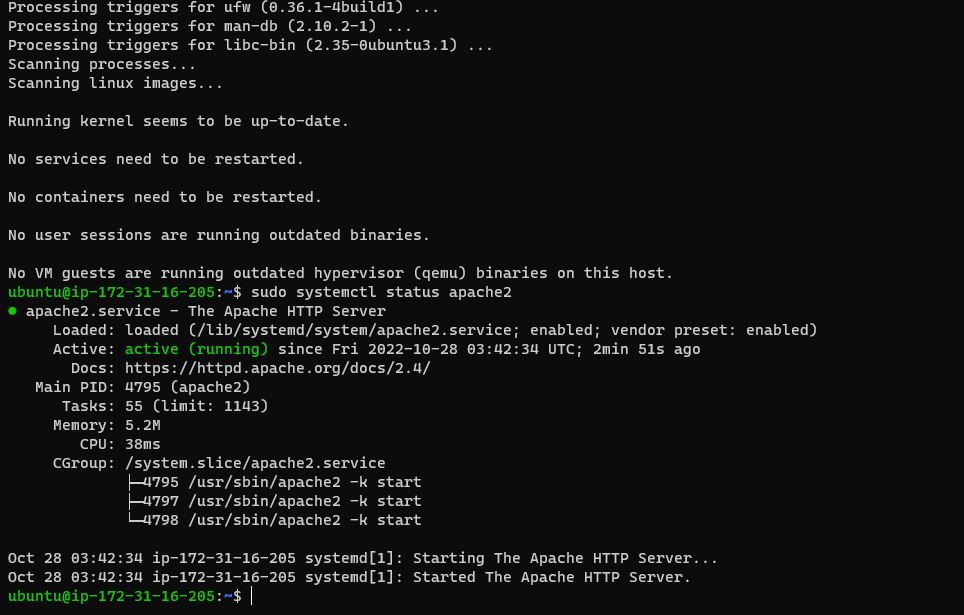 Processing triggers for ufw (0.36.1-4build1) ...
Processing triggers for man-db (2.10.2-1) ...
Processing triggers for libc-bin (2.35-0ubuntu3.1) ...
Scanning processes...
Scanning linux images...

Running kernel seems to be up-to-date.

No services need to be restarted.

No containers need to be restarted.

No user sessions are running outdated binaries.

No VM guests are running outdated hypervisor (qemu) binaries on this host.
ubuntu@ip-172-31-16-205:~$ sudo systemctl status apache2
● apache2.service - The Apache HTTP Server
     Loaded: loaded (/lib/systemd/system/apache2.service; enabled; vendor preset: enabled)
     Active: active (running) since Fri 2022-10-28 03:42:34 UTC; 2min 51s ago
       Docs: https://httpd.apache.org/docs/2.4/
   Main PID: 4795 (apache2)
      Tasks: 55 (limit: 1143)
     Memory: 5.2M
        CPU: 38ms
     CGroup: /system.slice/apache2.service
             ├─4795 /usr/sbin/apache2 -k start
             ├─4797 /usr/sbin/apache2 -k start
             └─4798 /usr/sbin/apache2 -k start

Oct 28 03:42:34 ip-172-31-16-205 systemd[1]: Starting The Apache HTTP Server...
Oct 28 03:42:34 ip-172-31-16-205 systemd[1]: Started The Apache HTTP Server.
ubuntu@ip-172-31-16-205:~$